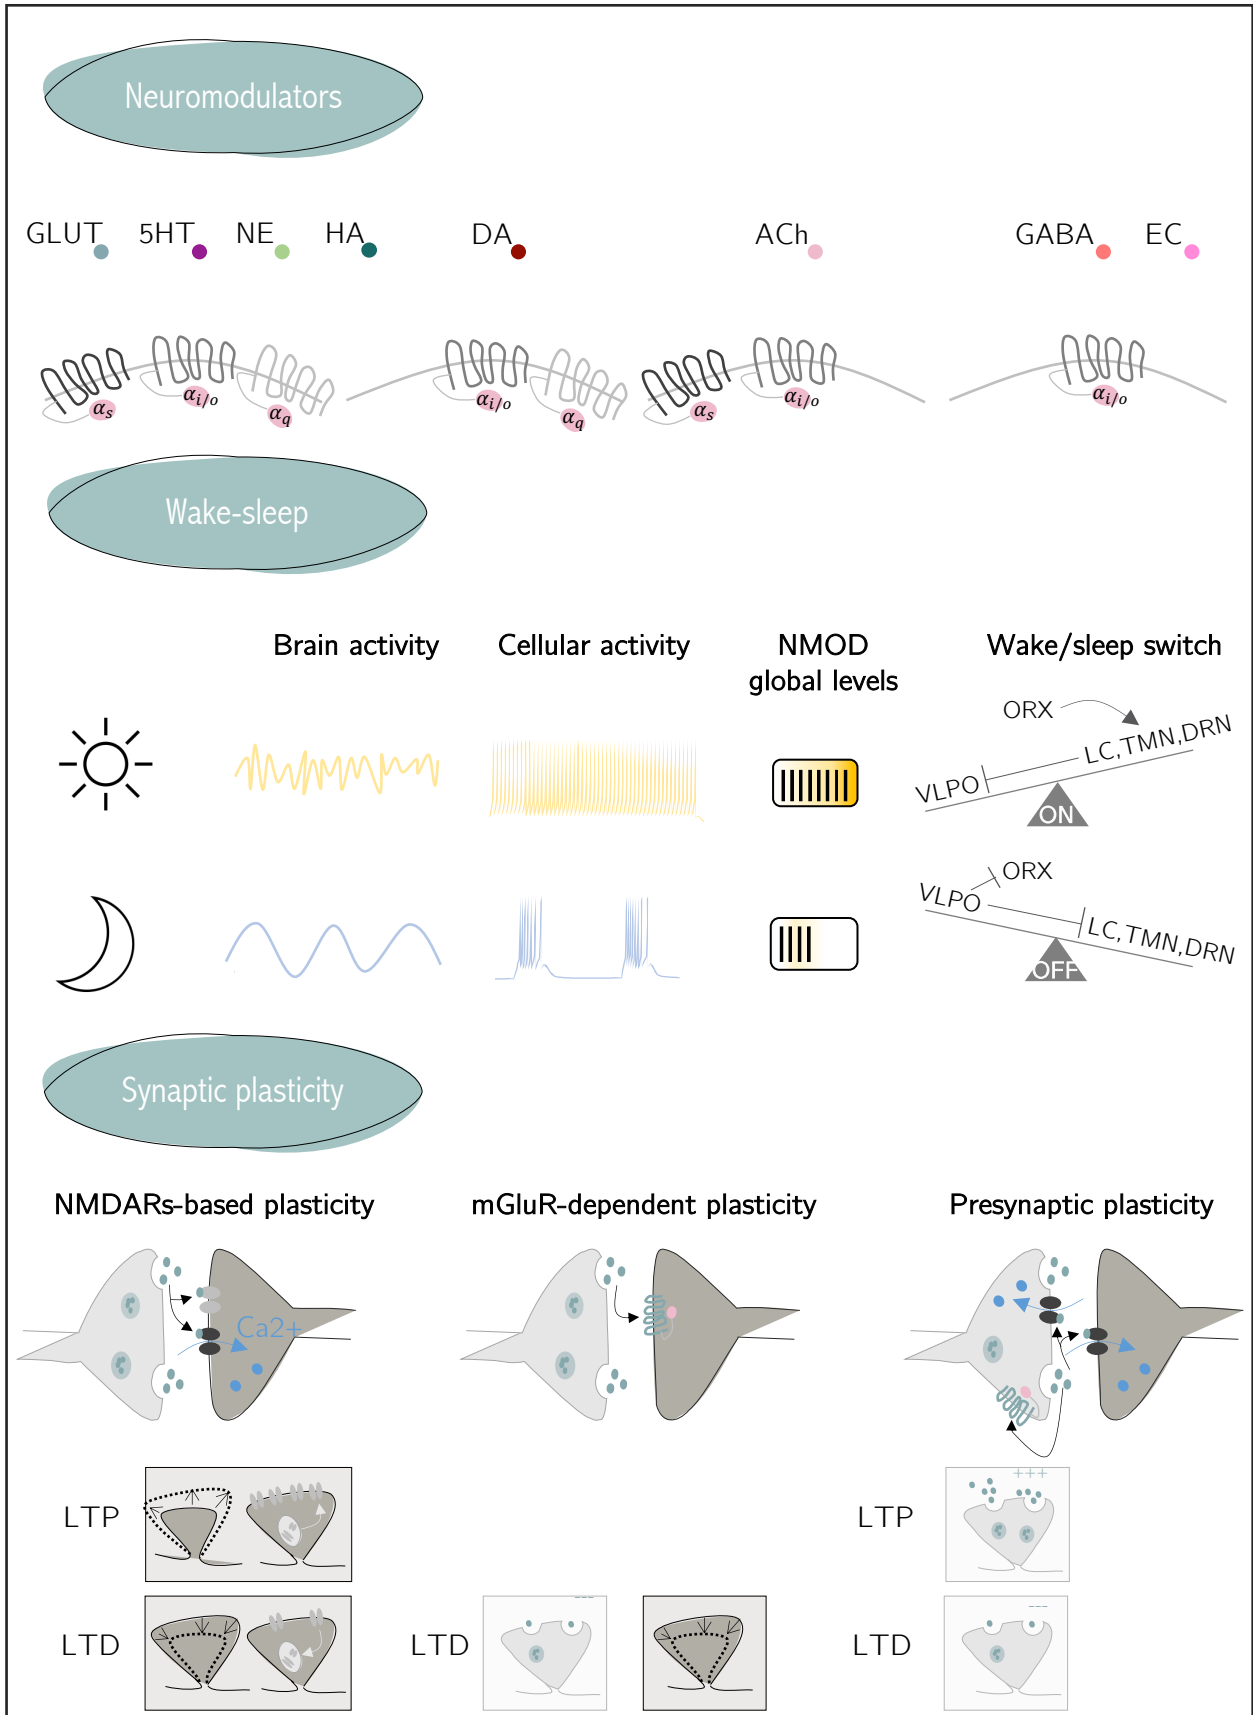 Neuromodulators
GLUT 5HT NE HA DA ACh GABA EC
αs αi/o αq αi/o αq αs αi/o αi/o
Wake-sleep
Brain activity Cellular activity NMOD global levels Wake/sleep switch
ORX
LC,TMN,DRN
VLPO
ON
ORX
VLPO
LC,TMN,DRN
OFF
Synaptic plasticity
NMDARs-based plasticity mGluR-dependent plasticity Presynaptic plasticity
Ca2+
+++
LTP LTP
--- ---
LTD LTD LTD